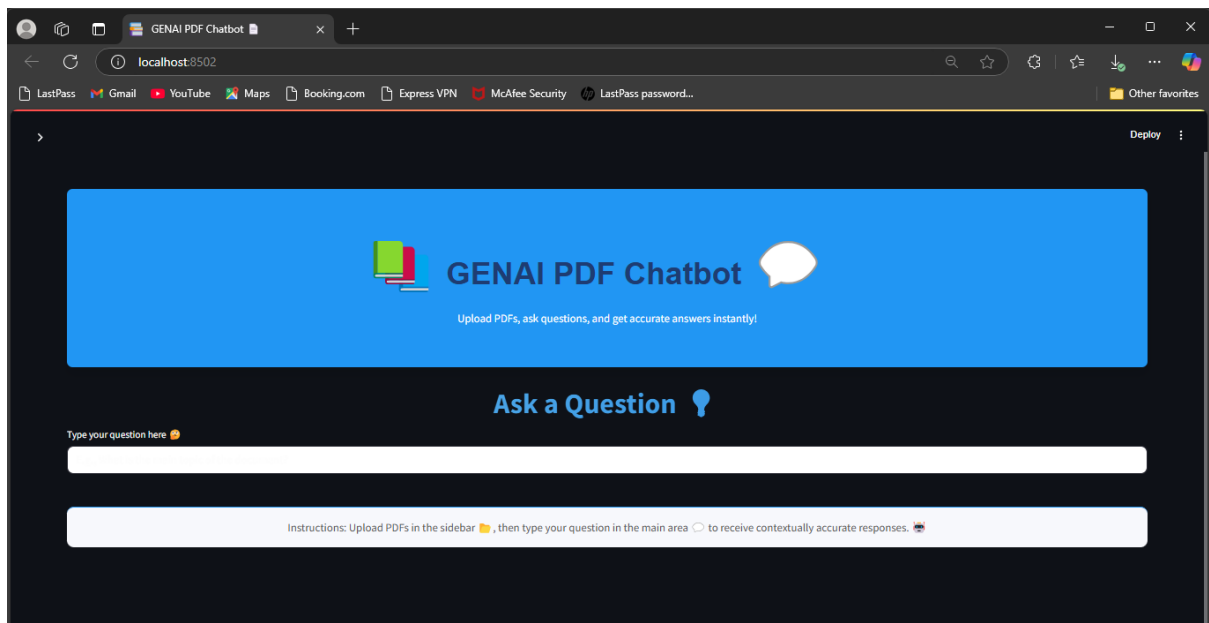 GENAI PDF Chatbot
localhost:8502
LastPass Gmail YouTube Maps Booking.com Express VPN McAfee Security LastPass password... Other favorites
Deploy
GENAI PDF Chatbot
Upload PDFs, ask questions, and get accurate answers instantly!
Ask a Question
Type your question here
Instructions: Upload PDFs in the sidebar , then type your question in the main area to receive contextually accurate responses.